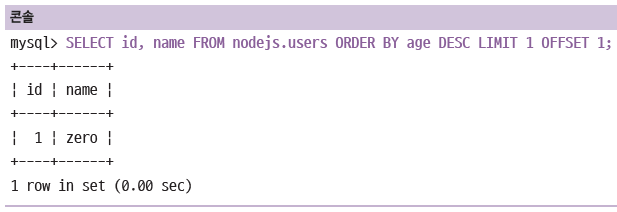 콘솔
mysql> SELECT id, name FROM nodejs.users ORDER BY age DESC LIMIT 1 OFFSET 1;
+----+------+
¦ id ¦ name ¦
+----+------+
¦  1 ¦ zero ¦
+----+------+
1 row in set (0.00 sec)